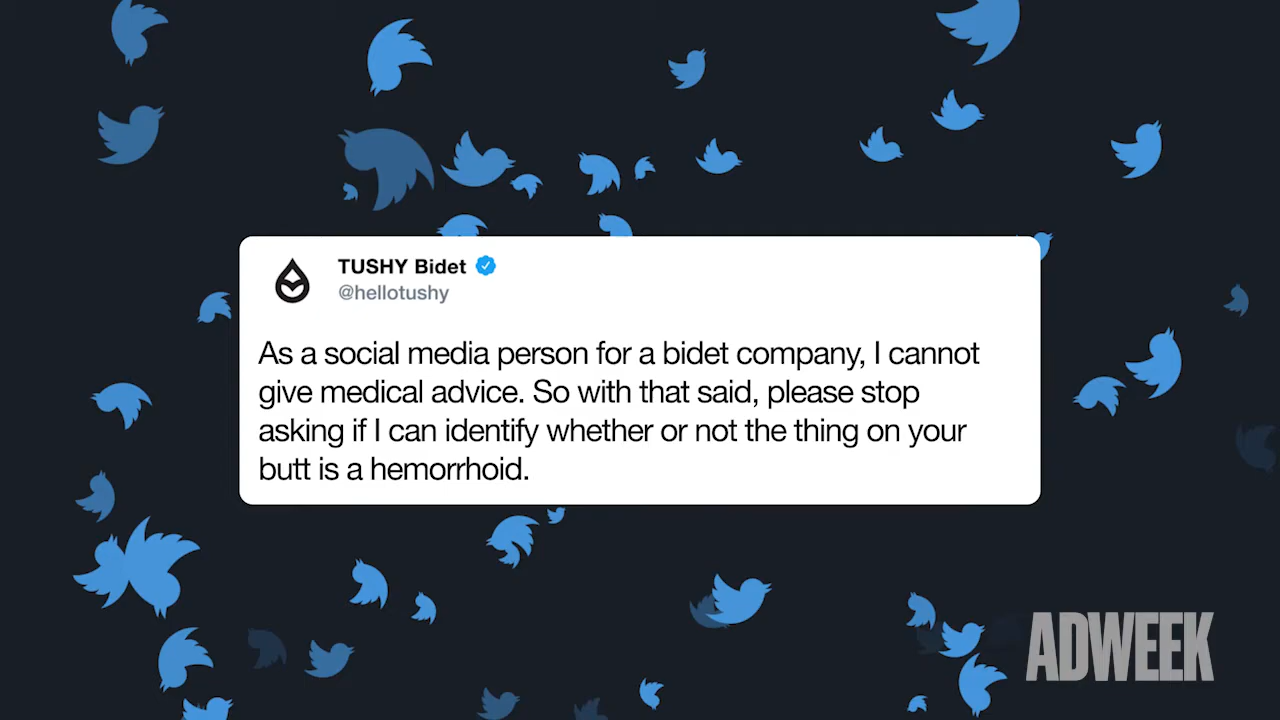 TUSHY Bidet
@hellotushy
As a social media person for a bidet company, I cannot
give medical advice. So with that said, please stop
asking if I can identify whether or not the thing on your
butt is a hemorrhoid.
ADWEEK